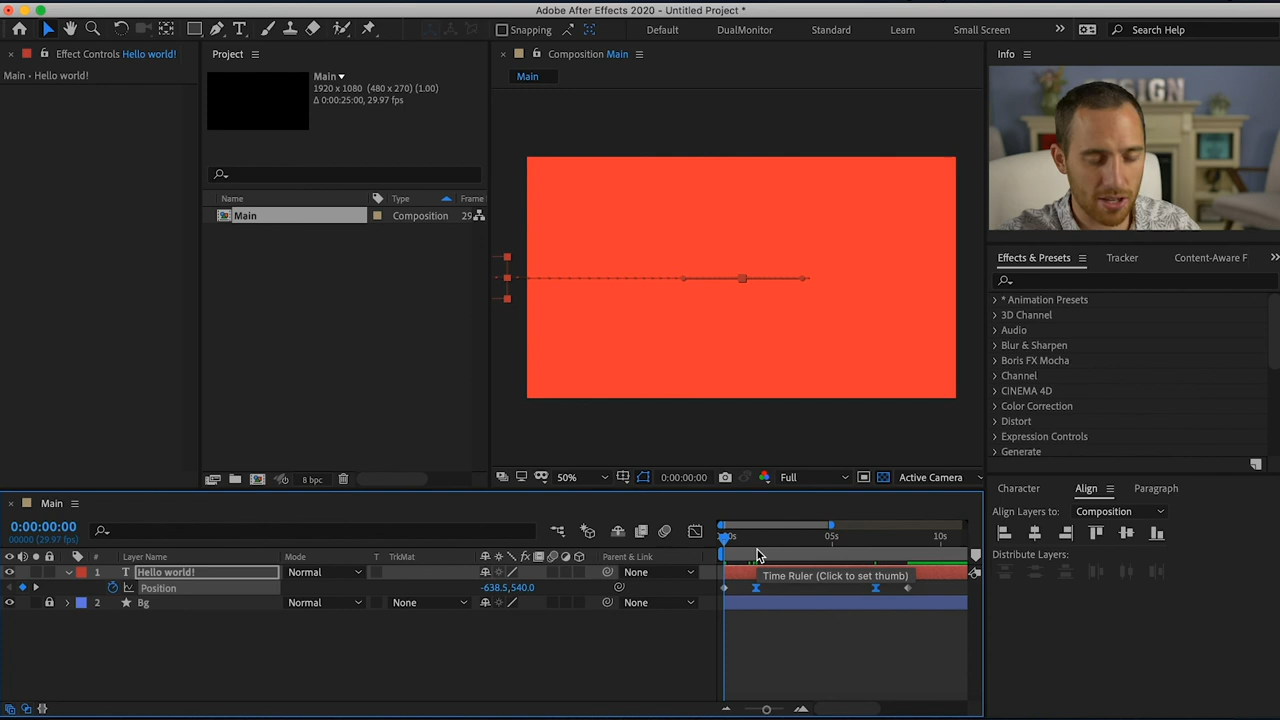 Adobe After Effects 2020 - Untitled Project *
Snapping
Default
DualMonitor
Standard
Learn
Small Screen
Search Help
Effect Controls Hello world!
Main • Hello world!
Project
Main
1920 x 1080 (480 x 270) (1.00)
Δ 0:00:25:00, 29.97 fps
Name
Type
Frame
Main
Composition
29
8 bpc
Composition Main
Main
50%
0:00:00:00
Full
Active Camera
Info
DESIGN
Effects & Presets
Tracker
Content-Aware F
* Animation Presets
3D Channel
Audio
Blur & Sharpen
Boris FX Mocha
Channel
CINEMA 4D
Color Correction
Distort
Expression Controls
Generate
Character
Align
Paragraph
Align Layers to:
Composition
Distribute Layers:
Main
0:00:00:00
00000 (29.97 fps)
#
Layer Name
Mode
T
TrkMat
Parent & Link
1
Hello world!
Normal
None
Position
-638.5,540.0
2
Bg
Normal
None
None
05s
10s
Time Ruler (Click to set thumb)